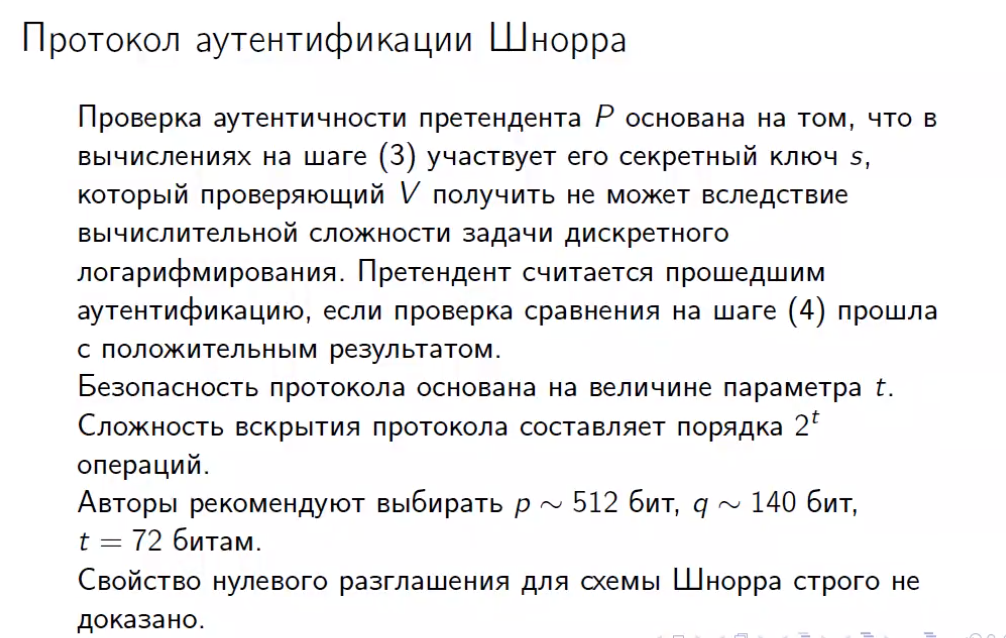 Протокол аутентификации Шнорра
Проверка аутентичности претендента P основана на том, что в
вычислениях на шаге (3) участвует его секретный ключ s,
который проверяющий V получить не может вследствие
вычислительной сложности задачи дискретного
логарифмирования. Претендент считается прошедшим
аутентификацию, если проверка сравнения на шаге (4) прошла
с положительным результатом.
Безопасность протокола основана на величине параметра t.
Сложность вскрытия протокола составляет порядка 2^t
операций.
Авторы рекомендуют выбирать p ∼ 512 бит, q ∼ 140 бит,
t = 72 битам.
Свойство нулевого разглашения для схемы Шнорра строго не
доказано.